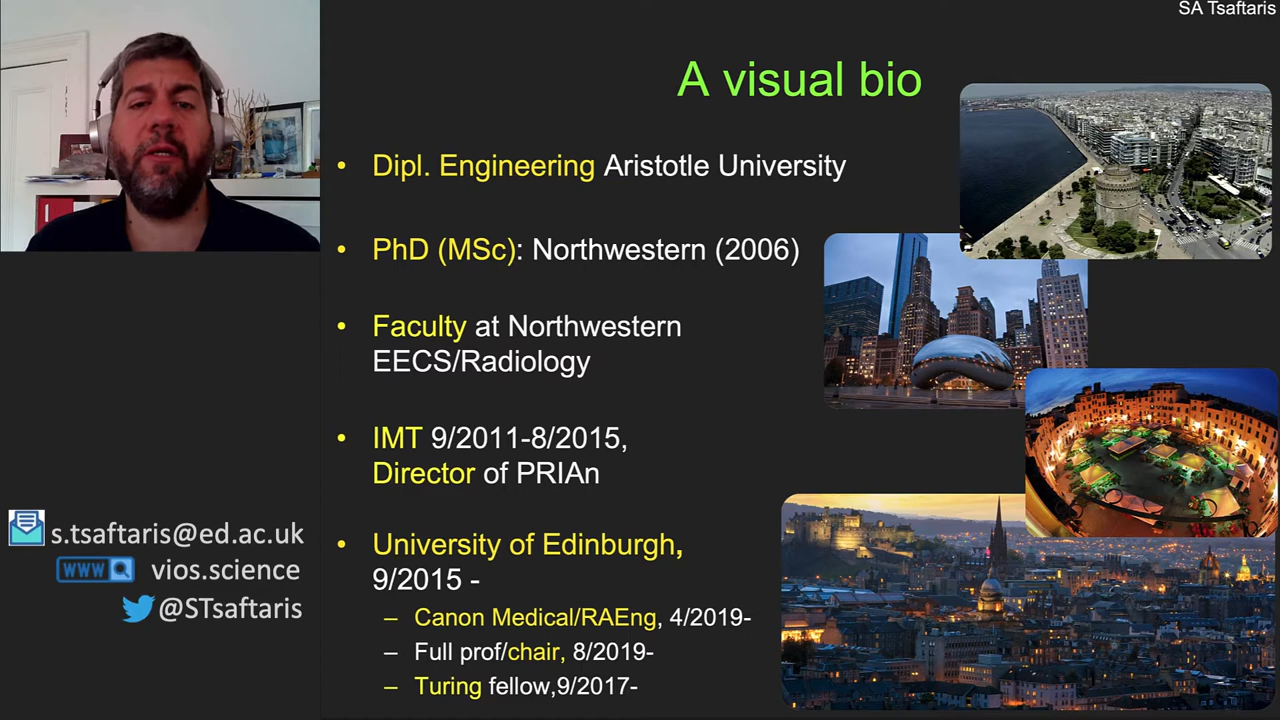 SA Tsaftaris
A visual bio
• Dipl. Engineering Aristotle University
• PhD (MSc): Northwestern (2006)
• Faculty at Northwestern
EECS/Radiology
• IMT 9/2011-8/2015,
Director of PRIAn
• University of Edinburgh,
9/2015 -
– Canon Medical/RAEng, 4/2019-
– Full prof/chair, 8/2019-
– Turing fellow,9/2017-
s.tsaftaris@ed.ac.uk
WWW vios.science
@STsaftaris